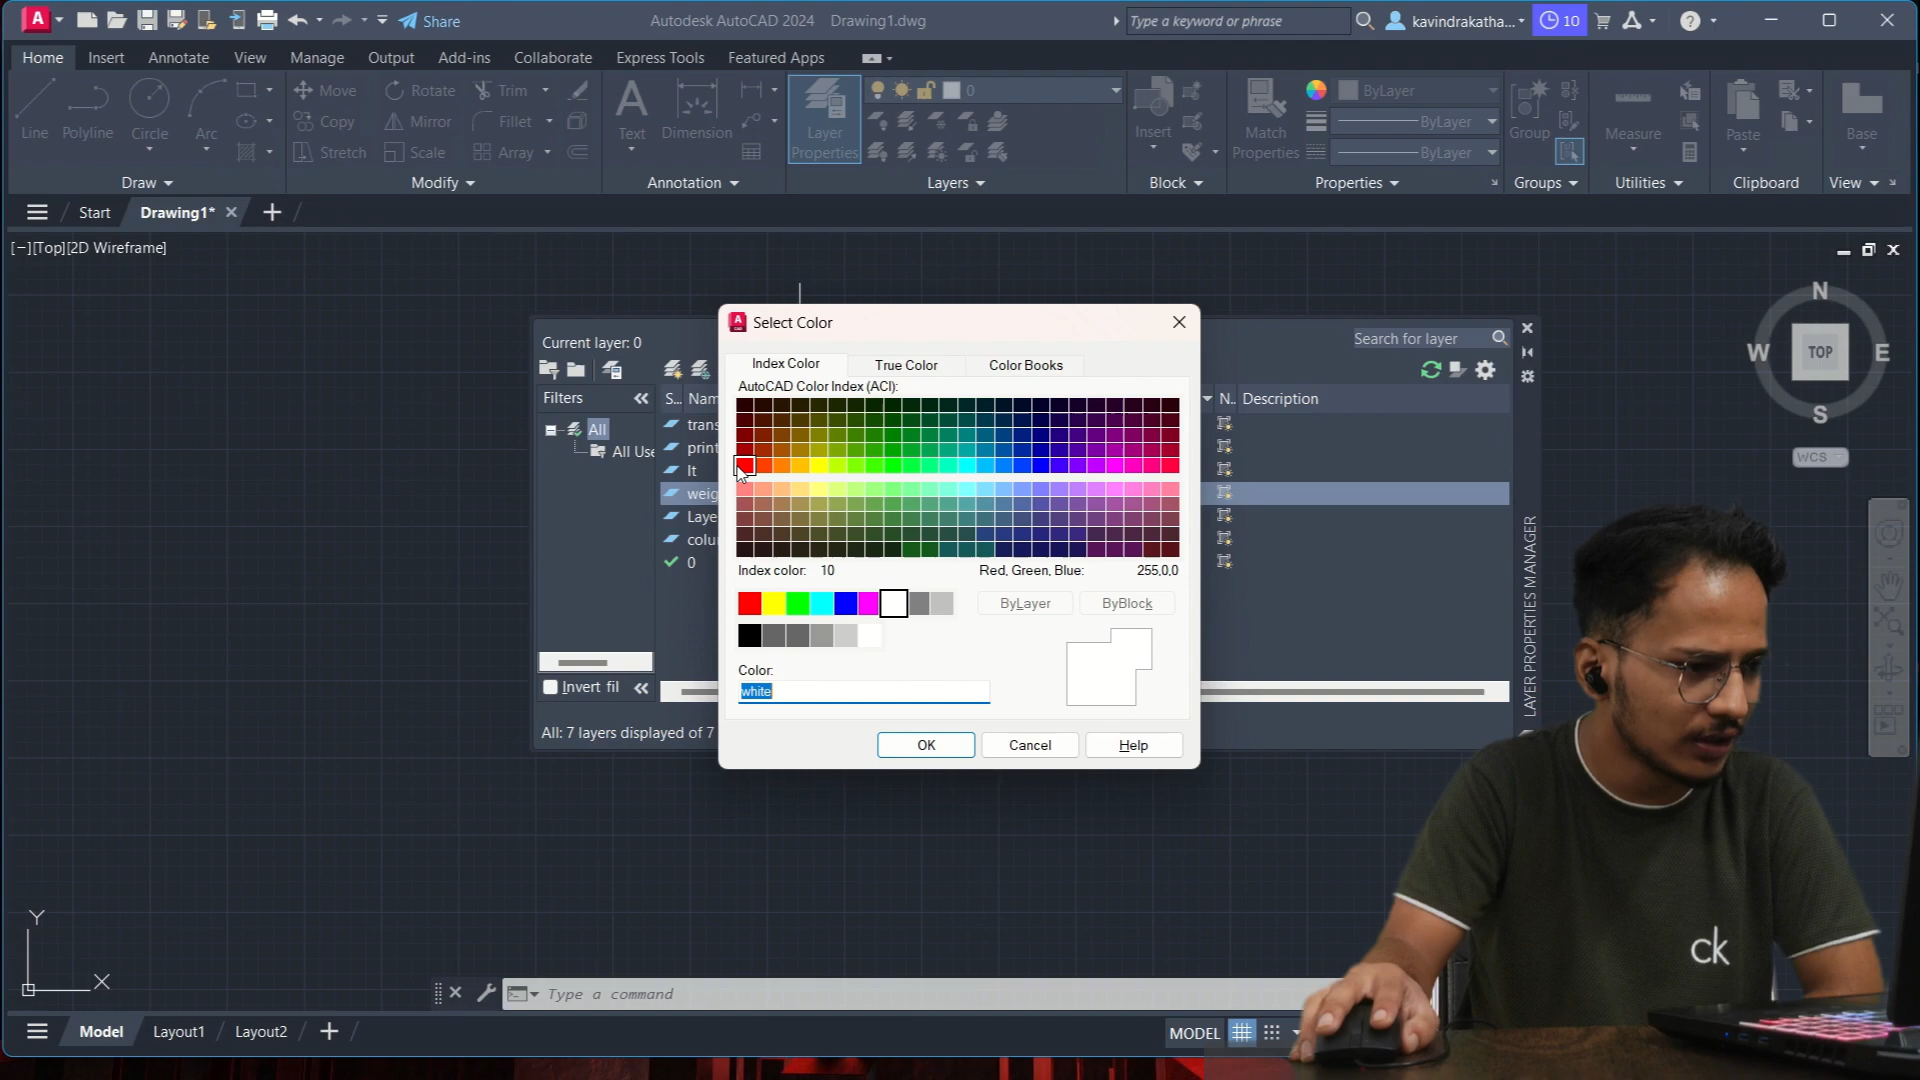 A Share Autodesk AutoCAD 2024 Drawing1.dwg Type a keyword or phrase kavindrakatha... 10
Home Insert Annotate View Manage Output Add-ins Collaborate Express Tools Featured Apps
Line Polyline Circle Arc
Move Rotate Trim
Copy Mirror Fillet
Stretch Scale Array
Text Dimension
Layer Properties
0
Insert
Match Properties
ByLayer
ByLayer
ByLayer
Group
Measure
Paste
Base
Draw Modify Annotation Layers Block Properties Groups Utilities Clipboard View
Start Drawing1*
[−][Top][2D Wireframe]
N
W TOP E
S
WCS
Current layer: 0
Search for layer
Filters
All
All Use
Invert fil
All: 7 layers displayed of 7
S.. Nam N.. Description
trans
print
It
weig
Laye
colu
0
LAYER PROPERTIES MANAGER
Select Color
Index Color True Color Color Books
AutoCAD Color Index (ACI):
Index color: 10 Red, Green, Blue: 255,0,0
ByLayer ByBlock
Color:
white
OK Cancel Help
ck
Y
X
Type a command
Model Layout1 Layout2
MODEL